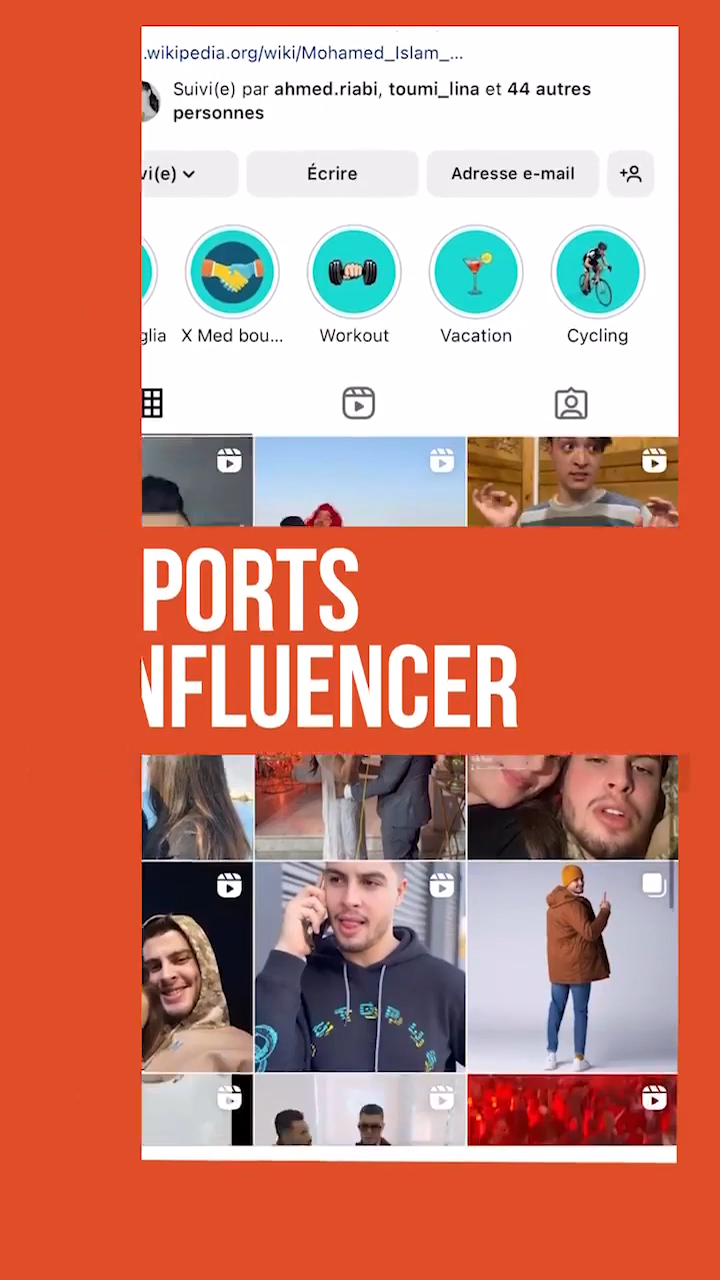 .wikipedia.org/wiki/Mohamed_Islam_...
Suivi(e) par ahmed.riabi, toumi_lina et 44 autres
personnes
vi(e)
Écrire
Adresse e-mail
glia
X Med bou...
Workout
Vacation
Cycling
PORTS
NFLUENCER